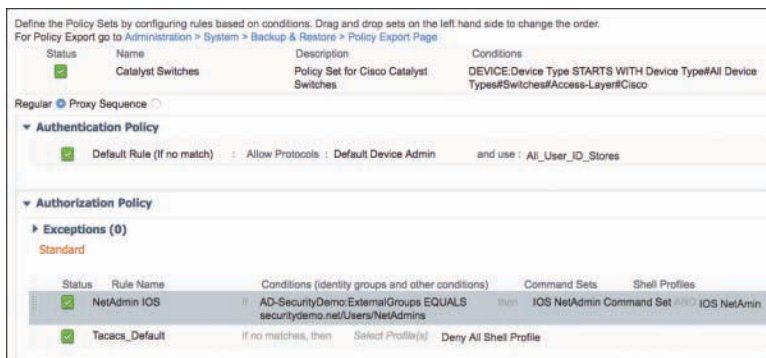 Define the Policy Sets by configuring rules based on conditions. Drag and drop sets on the left hand side to change the order.
For Policy Export go to Administration > System > Backup & Restore > Policy Export Page
Status Name Description Conditions
Catalyst Switches Policy Set for Cisco Catalyst DEVICE:Device Type STARTS WITH Device Type#All Device
Switches Types#Switches#Access-Layer#Cisco
Regular Proxy Sequence
Authentication Policy
Default Rule (If no match) : Allow Protocols : Default Device Admin and use : All_User_ID_Stores
Authorization Policy
Exceptions (0)
Standard
Status Rule Name Conditions (identity groups and other conditions) Command Sets Shell Profiles
NetAdmin IOS if AD-SecurityDemo:ExternalGroups EQUALS then IOS NetAdmin Command Set AND IOS NetAmin
securitydemo.net/Users/NetAdmins
Tacacs_Default If no matches, then Select Profile(s) Deny All Shell Profile